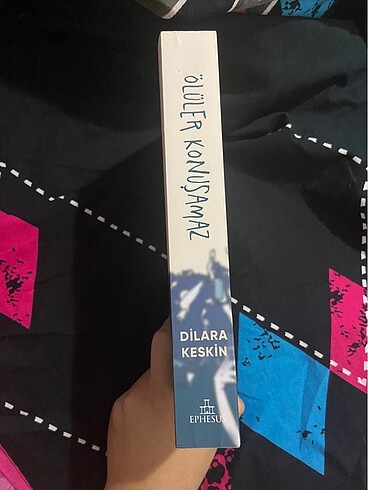 ÖLÜLER KONUŞAMAZ
DİLARA
KESKİN
EPHESUS